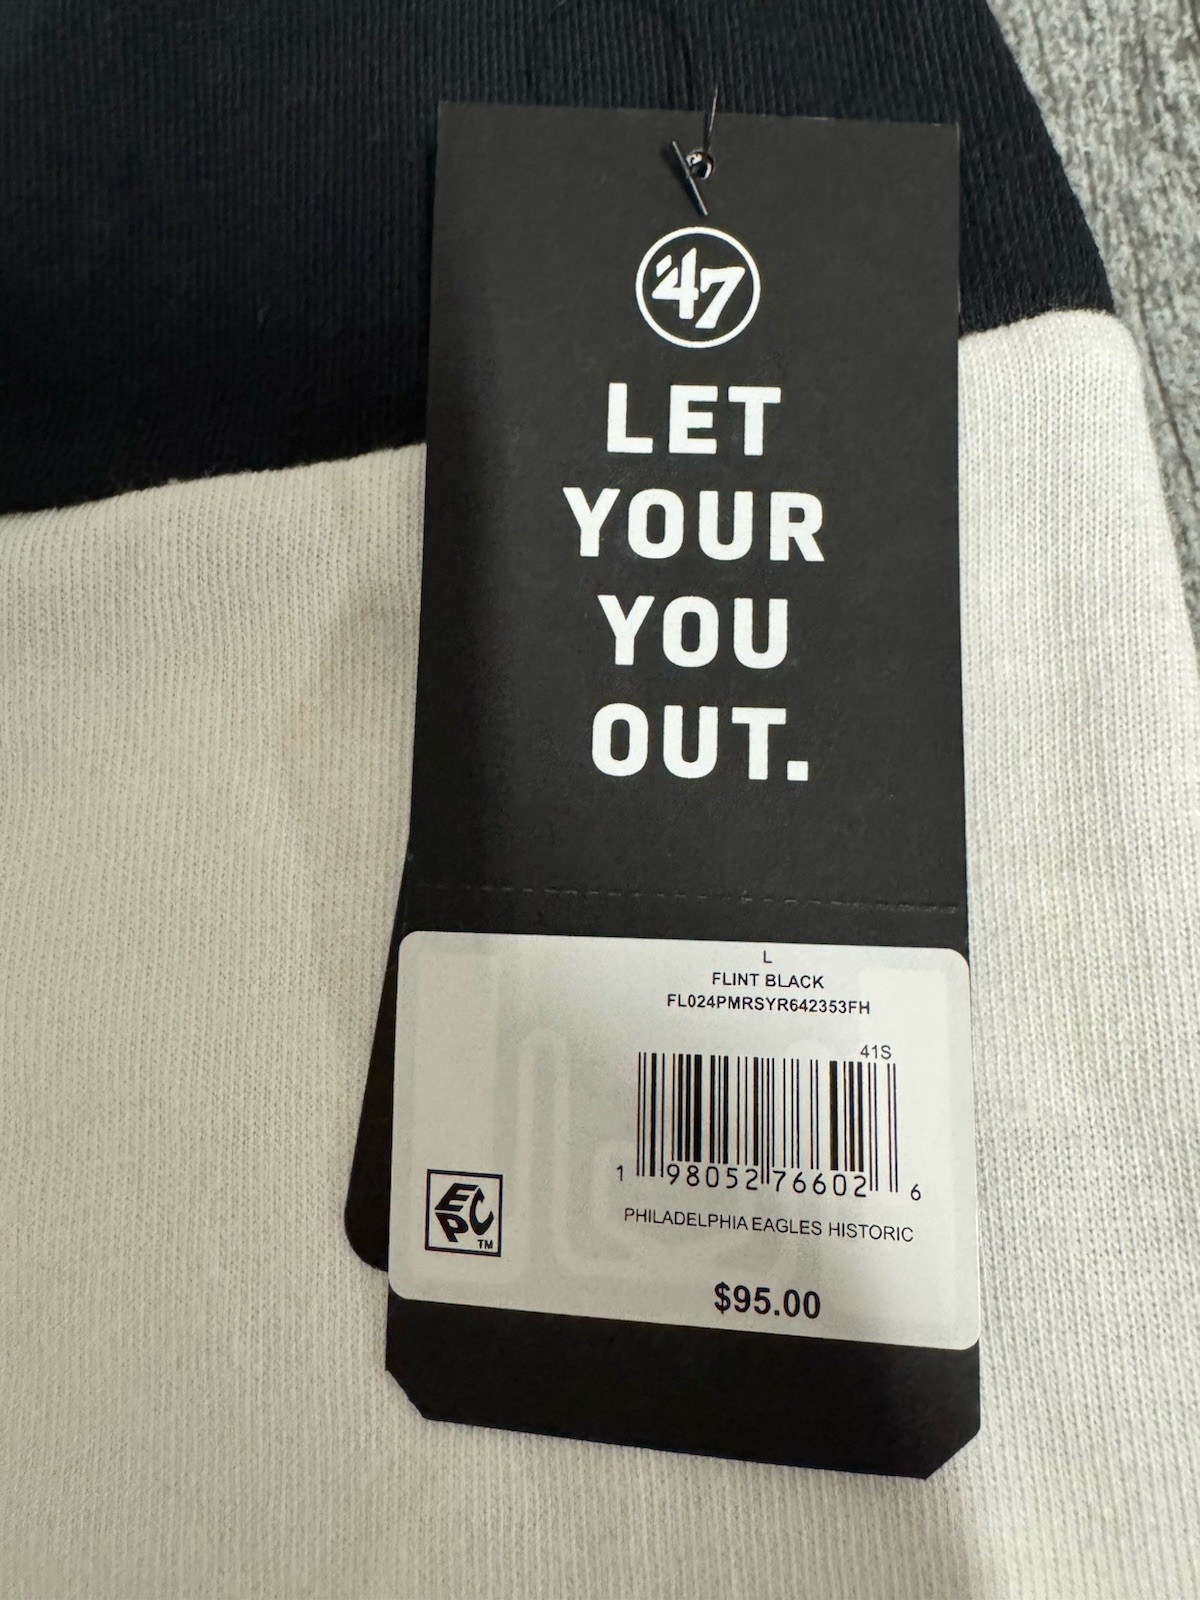 '47
LET
YOUR
YOU
OUT.
L
FLINT BLACK
FL024PMRSYR642353FH
41S
1 98052 76602 6
EPC
TM
PHILADELPHIA EAGLES HISTORIC
$95.00